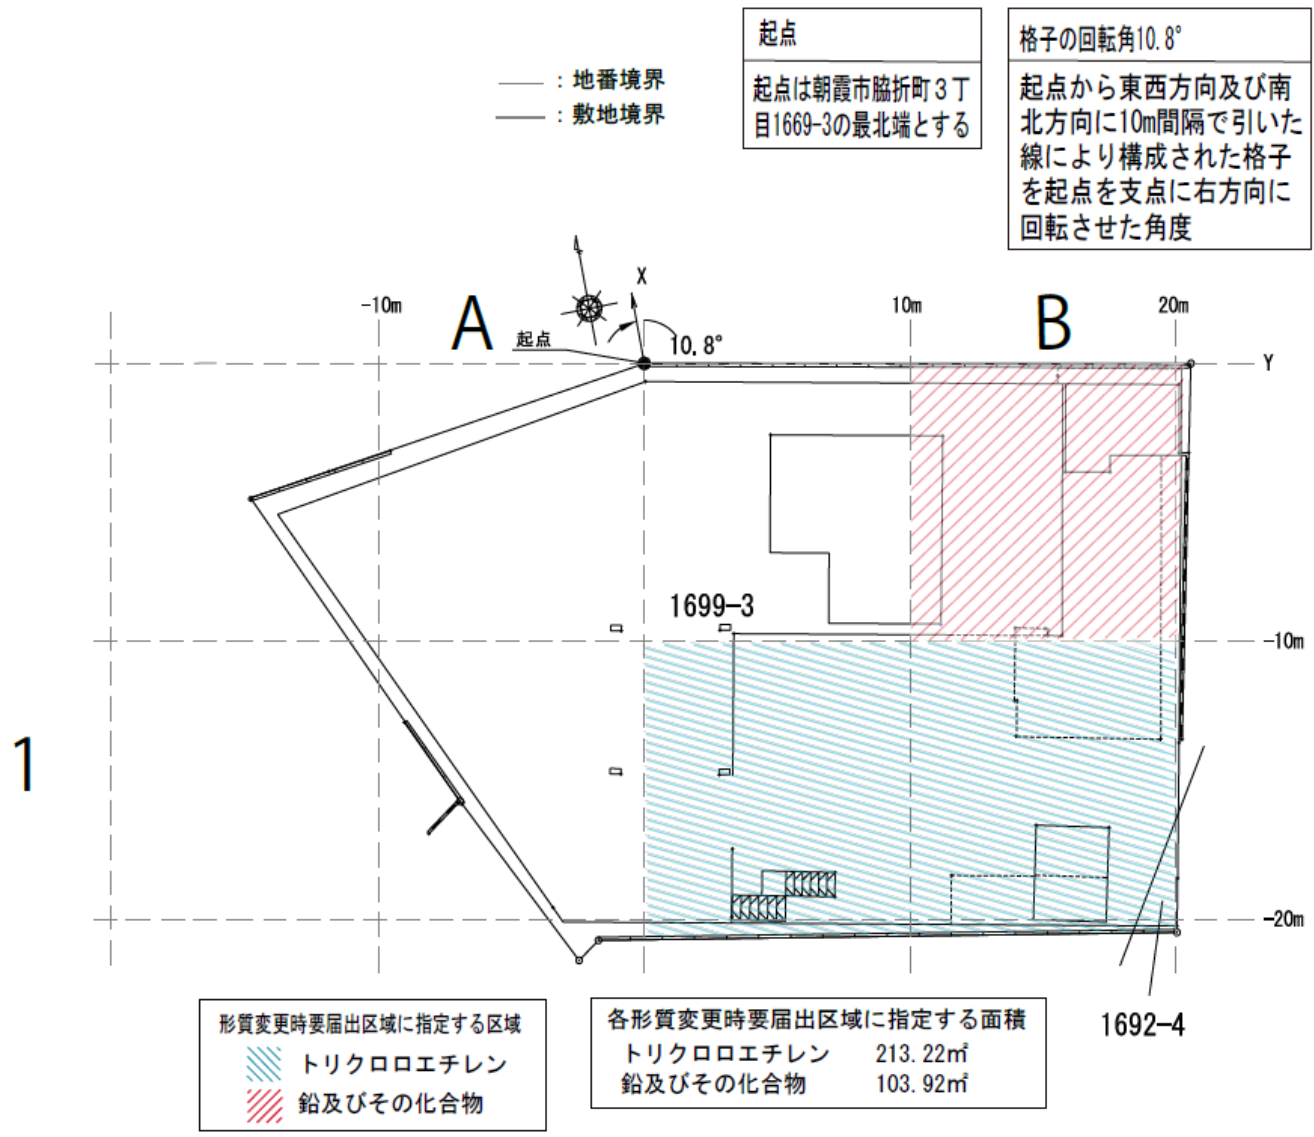 起点
起点は朝霞市膝折町３丁
目1669-3の最北端とする
格子の回転角10.8°
起点から東西方向及び南
北方向に10m間隔で引いた
線により構成された格子
を起点を支点に右方向に
回転させた角度
：地番境界
：敷地境界
X
-10m
A
起点
10.8°
10m
B
20m
Y
1699-3
-10m
1
-20m
1692-4
形質変更時要届出区域に指定する区域
トリクロロエチレン
鉛及びその化合物
各形質変更時要届出区域に指定する面積
トリクロロエチレン 213.22㎡
鉛及びその化合物 103.92㎡